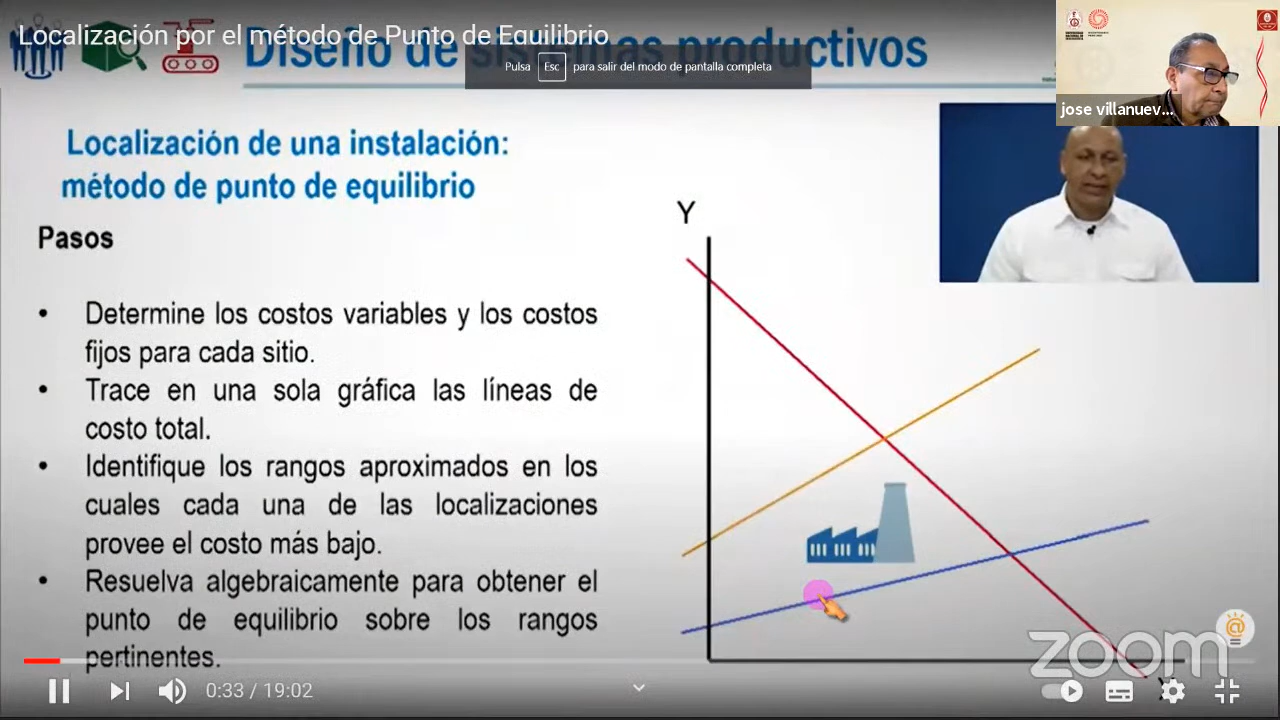 Localización por el método de Punto de Equilibrio
Diseño de sistemas productivos
Pulsa Esc para salir del modo de pantalla completa
jose villanuev...
Localización de una instalación:
método de punto de equilibrio
Pasos
Y
• Determine los costos variables y los costos
fijos para cada sitio.
• Trace en una sola gráfica las líneas de
costo total.
• Identifique los rangos aproximados en los
cuales cada una de las localizaciones
provee el costo más bajo.
• Resuelva algebraicamente para obtener el
punto de equilibrio sobre los rangos
pertinentes.
@
zoom
0:33 / 19:02